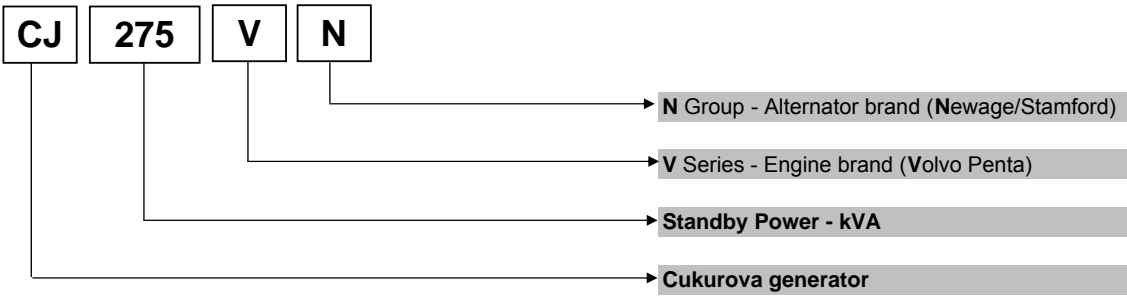 CJ 275 V N
N Group - Alternator brand (Newage/Stamford)
V Series - Engine brand (Volvo Penta)
Standby Power - kVA
Cukurova generator